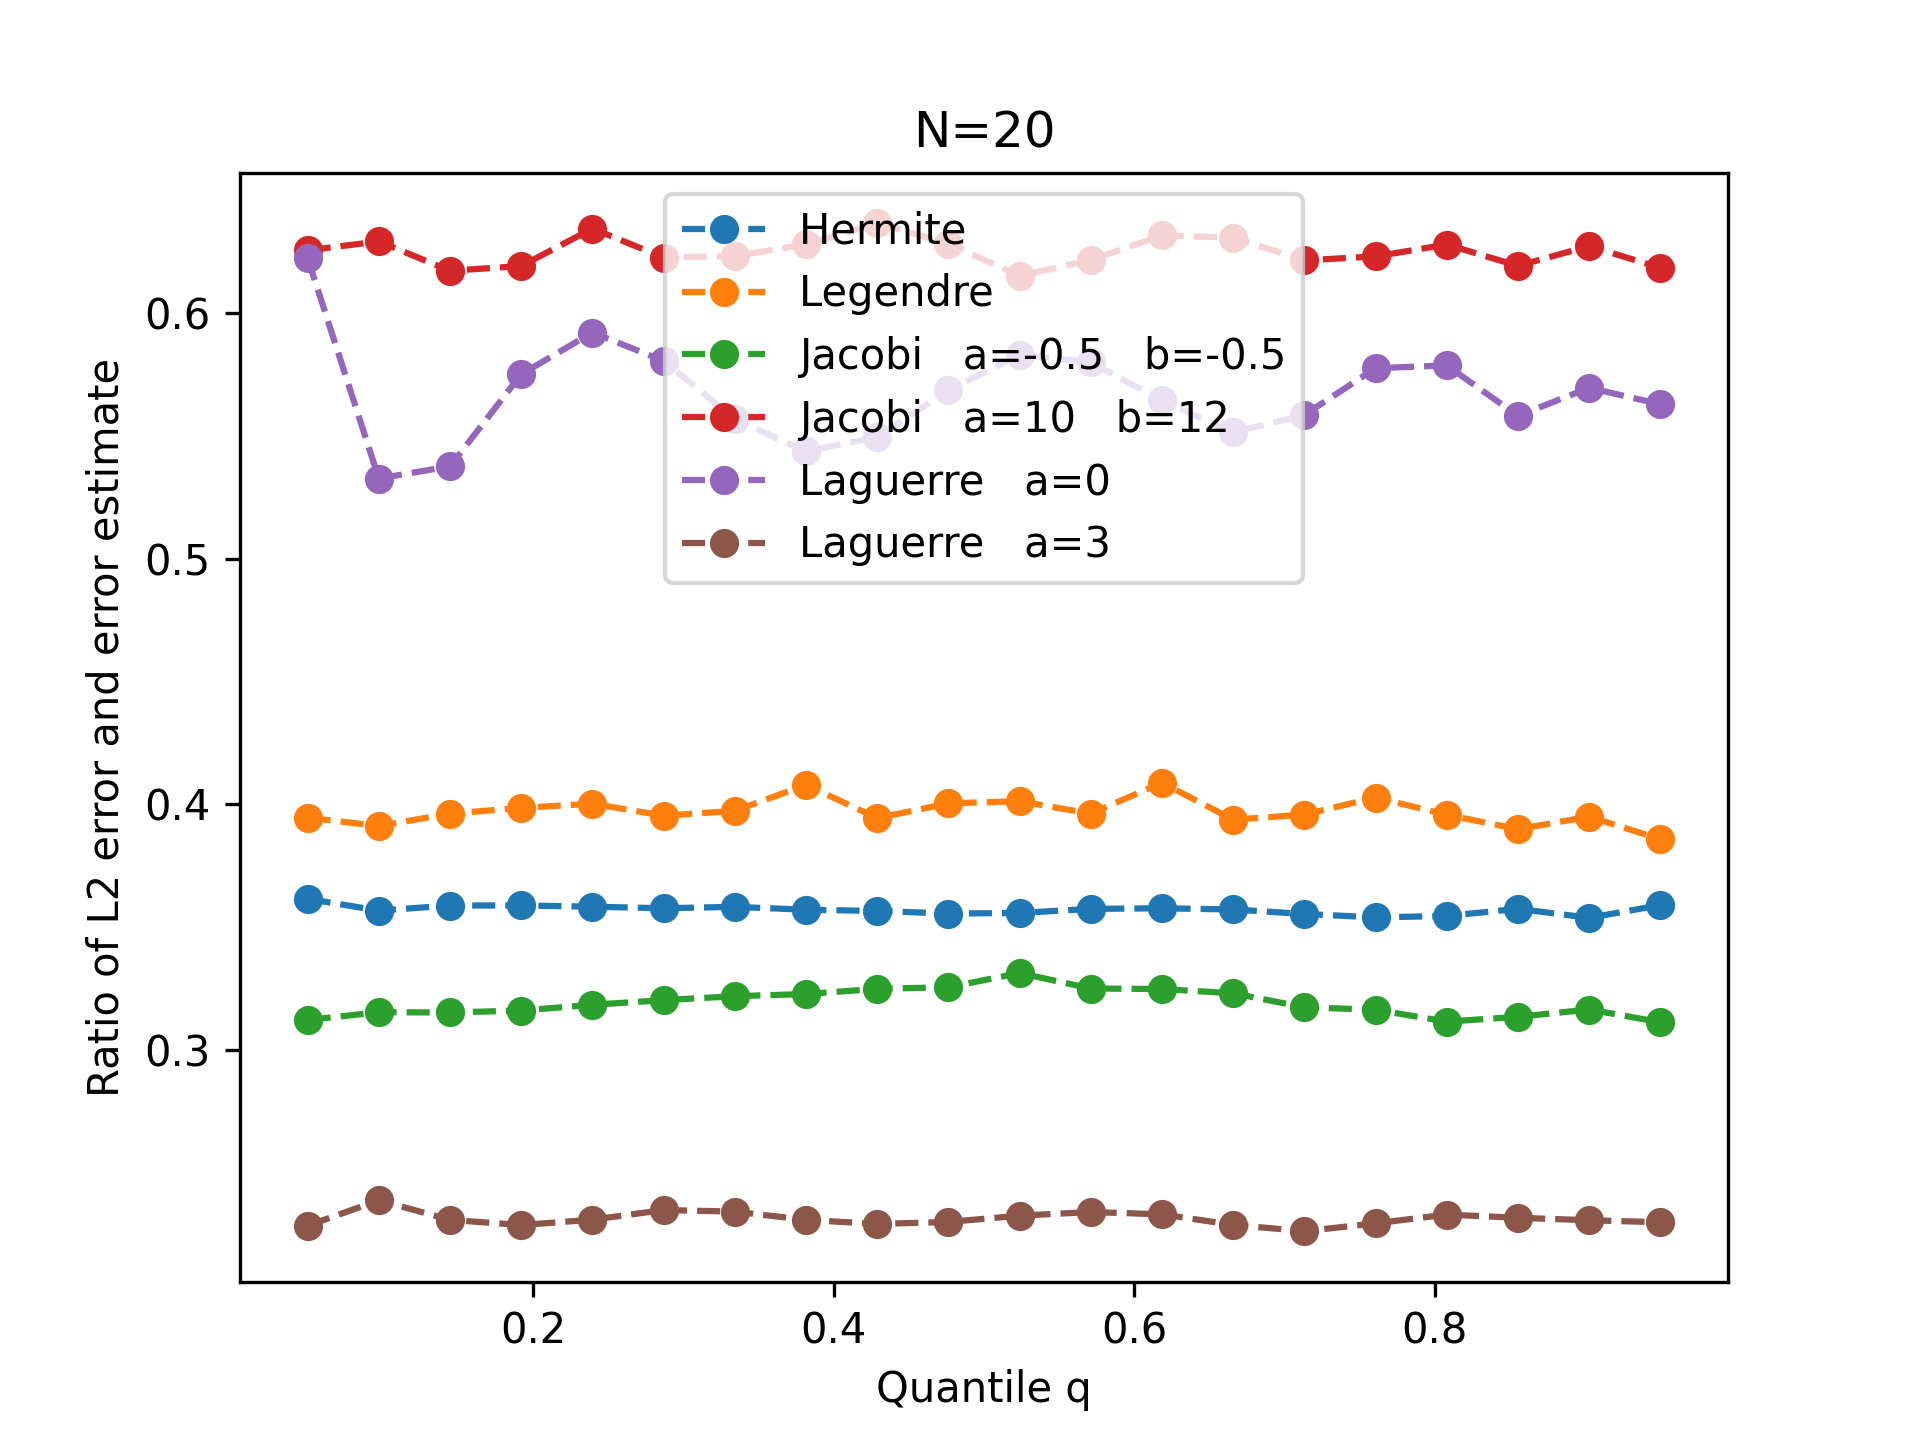 N=20
Hermite
Legendre
Jacobi a=-0.5 b=-0.5
Jacobi a=10 b=12
Laguerre a=0
Laguerre a=3
Ratio of L2 error and error estimate
0.6
0.5
0.4
0.3
0.2 0.4 0.6 0.8
Quantile q